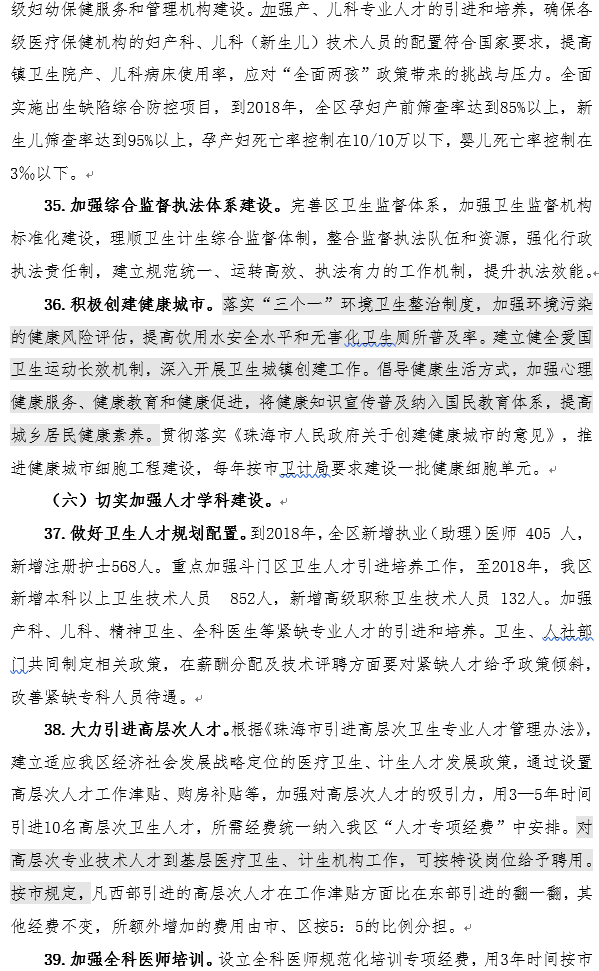 级妇幼保健服务和管理机构建设。加强产、儿科专业人才的引进和培养，确保各
级医疗保健机构的妇产科、儿科（新生儿）技术人员的配置符合国家要求，提高
镇卫生院产、儿科病床使用率，应对“全面两孩”政策带来的挑战与压力。全面
实施出生缺陷综合防控项目，到2018年，全区孕妇产前筛查率达到85%以上，新
生儿筛查率达到95%以上，孕产妇死亡率控制在10/10万以下，婴儿死亡率控制在
3‰以下。
35.加强综合监督执法体系建设。完善区卫生监督体系，加强卫生监督机构
标准化建设，理顺卫生计生综合监督体制，整合监督执法队伍和资源，强化行政
执法责任制，建立规范统一、运转高效、执法有力的工作机制，提升执法效能。
36.积极创建健康城市。落实“三个一”环境卫生整治制度，加强环境污染
的健康风险评估，提高饮用水安全水平和无害化卫生厕所普及率。建立健全爱国
卫生运动长效机制，深入开展卫生城镇创建工作。倡导健康生活方式，加强心理
健康服务、健康教育和健康促进，将健康知识宣传普及纳入国民教育体系，提高
城乡居民健康素养。贯彻落实《珠海市人民政府关于创建健康城市的意见》，推
进健康城市细胞工程建设，每年按市卫计局要求建设一批健康细胞单元。
（六）切实加强人才学科建设。
37.做好卫生人才规划配置。到2018年，全区新增执业（助理）医师 405 人，
新增注册护士568人。重点加强斗门区卫生人才引进培养工作，至2018年，我区
新增本科以上卫生技术人员 852人，新增高级职称卫生技术人员 132人。加强
产科、儿科、精神卫生、全科医生等紧缺专业人才的引进和培养。卫生、人社部
门共同制定相关政策，在薪酬分配及技术评聘方面要对紧缺人才给予政策倾斜，
改善紧缺专科人员待遇。
38.大力引进高层次人才。根据《珠海市引进高层次卫生专业人才管理办法》，
建立适应我区经济社会发展战略定位的医疗卫生、计生人才发展政策，通过设置
高层次人才工作津贴、购房补贴等，加强对高层次人才的吸引力，用3—5年时间
引进10名高层次卫生人才，所需经费统一纳入我区“人才专项经费”中安排。对
高层次专业技术人才到基层医疗卫生、计生机构工作，可按特设岗位给予聘用。
按市规定，凡西部引进的高层次人才在工作津贴方面比在东部引进的翻一翻，其
他经费不变，所额外增加的费用由市、区按5：5的比例分担。
39.加强全科医师培训。设立全科医师规范化培训专项经费，用3年时间按市